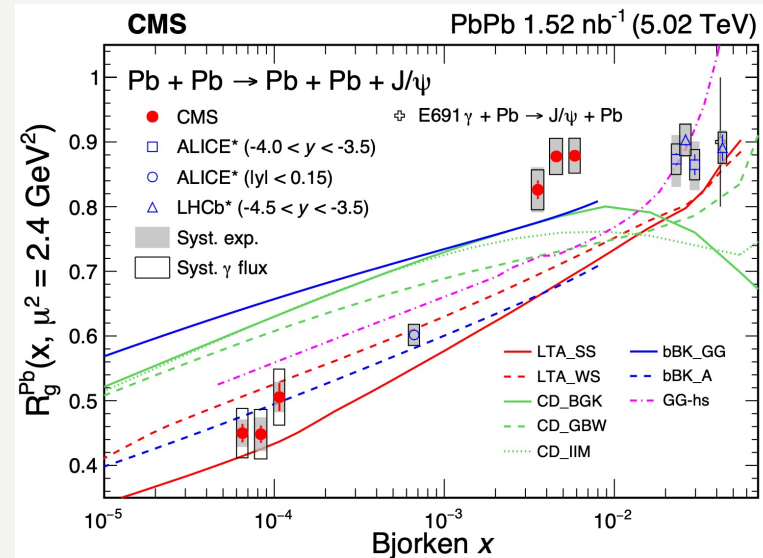 CMS PbPb 1.52 nb⁻¹ (5.02 TeV)
Pb + Pb → Pb + Pb + J/ψ
CMS
E691 γ + Pb → J/ψ + Pb
ALICE* (-4.0 < y < -3.5)
ALICE* (|y| < 0.15)
LHCb* (-4.5 < y < -3.5)
Syst. exp.
Syst. γ flux
R_g^Pb(x, μ² = 2.4 GeV²)
1
0.9
0.8
0.7
0.6
0.5
0.4
LTA_SS
LTA_WS
CD_BGK
CD_GBW
CD_IIM
bBK_GG
bBK_A
GG-hs
10⁻⁵ 10⁻⁴ 10⁻³ 10⁻²
Bjorken x